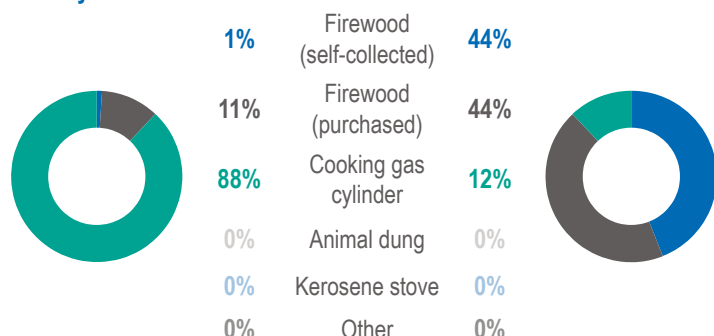 1% Firewood (self-collected) 44%
11% Firewood (purchased) 44%
88% Cooking gas cylinder 12%
0% Animal dung 0%
0% Kerosene stove 0%
0% Other 0%